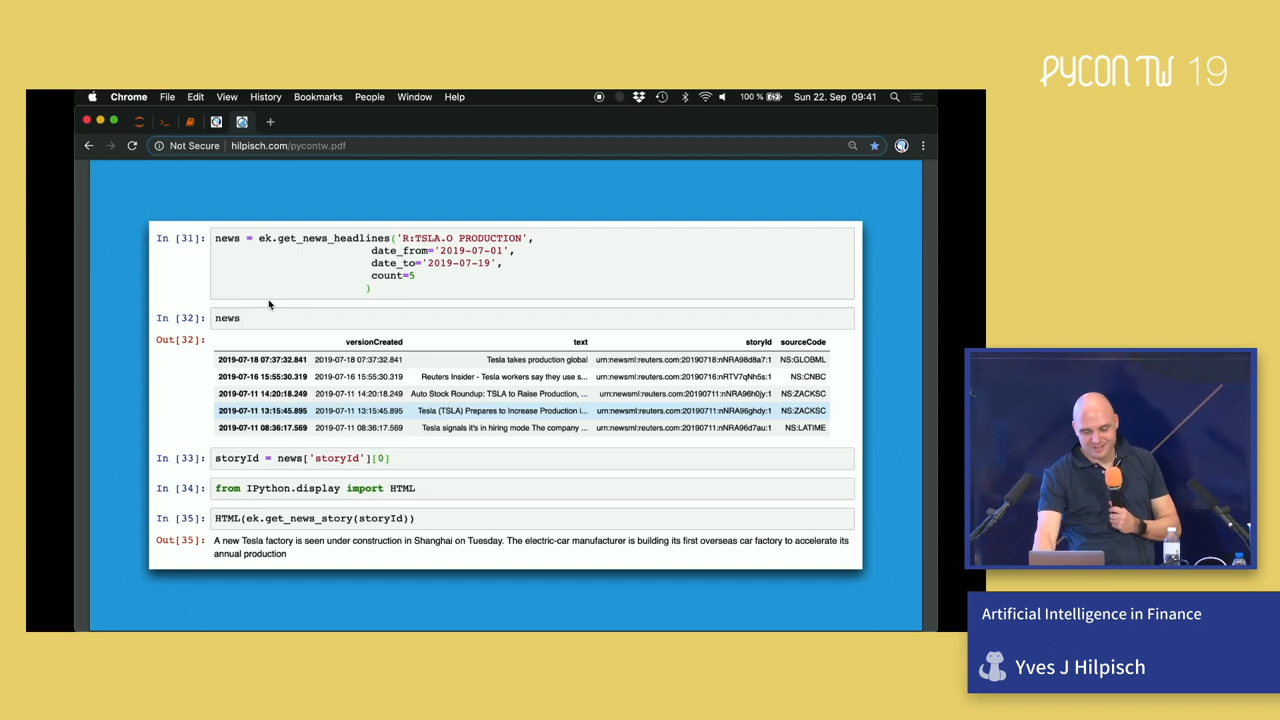 PYCON TW 19
Chrome File Edit View History Bookmarks People Window Help 100 % Sun 22. Sep 09:41
Not Secure hilpisch.com/pycontw.pdf
In [31]: news = ek.get_news_headlines('R:TSLA.O PRODUCTION',
date_from='2019-07-01',
date_to='2019-07-19',
count=5
)
In [32]: news
Out[32]: versionCreated text storyId sourceCode
2019-07-18 07:37:32.841 2019-07-18 07:37:32.841 Tesla takes production global urn:newsml:reuters.com:20190718:nNRA98d8a7:1 NS:GLOBML
2019-07-16 15:55:30.319 2019-07-16 15:55:30.319 Reuters Insider - Tesla workers say they use s... urn:newsml:reuters.com:20190716:nRTV7qNh5s:1 NS:CNBC
2019-07-11 14:20:18.249 2019-07-11 14:20:18.249 Auto Stock Roundup: TSLA to Raise Production, ... urn:newsml:reuters.com:20190711:nNRA96h0jy:1 NS:ZACKSC
2019-07-11 13:15:45.895 2019-07-11 13:15:45.895 Tesla (TSLA) Prepares to Increase Production i... urn:newsml:reuters.com:20190711:nNRA96ghdy:1 NS:ZACKSC
2019-07-11 08:36:17.569 2019-07-11 08:36:17.569 Tesla signals it's in hiring mode The company ... urn:newsml:reuters.com:20190711:nNRA96d7au:1 NS:LATIME
In [33]: storyId = news['storyId'][0]
In [34]: from IPython.display import HTML
In [35]: HTML(ek.get_news_story(storyId))
Out[35]: A new Tesla factory is seen under construction in Shanghai on Tuesday. The electric-car manufacturer is building its first overseas car factory to accelerate its
annual production
Artificial Intelligence in Finance
Yves J Hilpisch